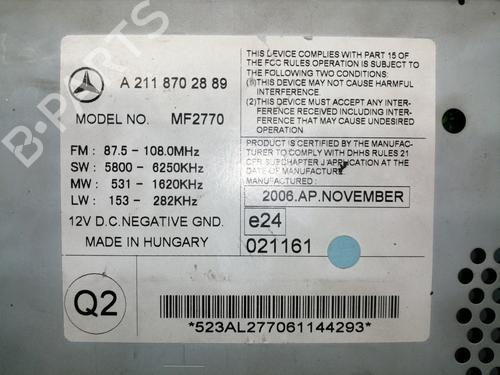 A 211 870 28 89
MODEL NO. MF2770
FM : 87.5 - 108.0MHz
SW : 5800 - 6250KHz
MW : 531 - 1620KHz
LW : 153 - 282KHz
12V D.C.NEGATIVE GND.
MADE IN HUNGARY
THIS DEVICE COMPLIES WITH PART 15 OF
THE FCC RULES OPERATION IS SUBJECT TO
THE FOLLOWING TWO CONDITIONS:
(1) THIS DEVICE MAY NOT CAUSE HARMFUL
INTERFERENCE.
(2) THIS DEVICE MUST ACCEPT ANY INTER-
FERENCE RECEIVED INCLUDING INTERFER-
ENCE THAT MAY CAUSE UNDESIRED
OPERATION
PRODUCT IS CERTIFIED BY THE MANUFAC-
TURER TO COMPLY WITH DHHS RULES 21
CFR SUBCHAPTER J APPLICATION AT THE
DATE OF MANUFACTURE
MANUFACTURED :
2006.AP.NOVEMBER
e24
021161
Q2
*523AL277061144293*
B-PARTS